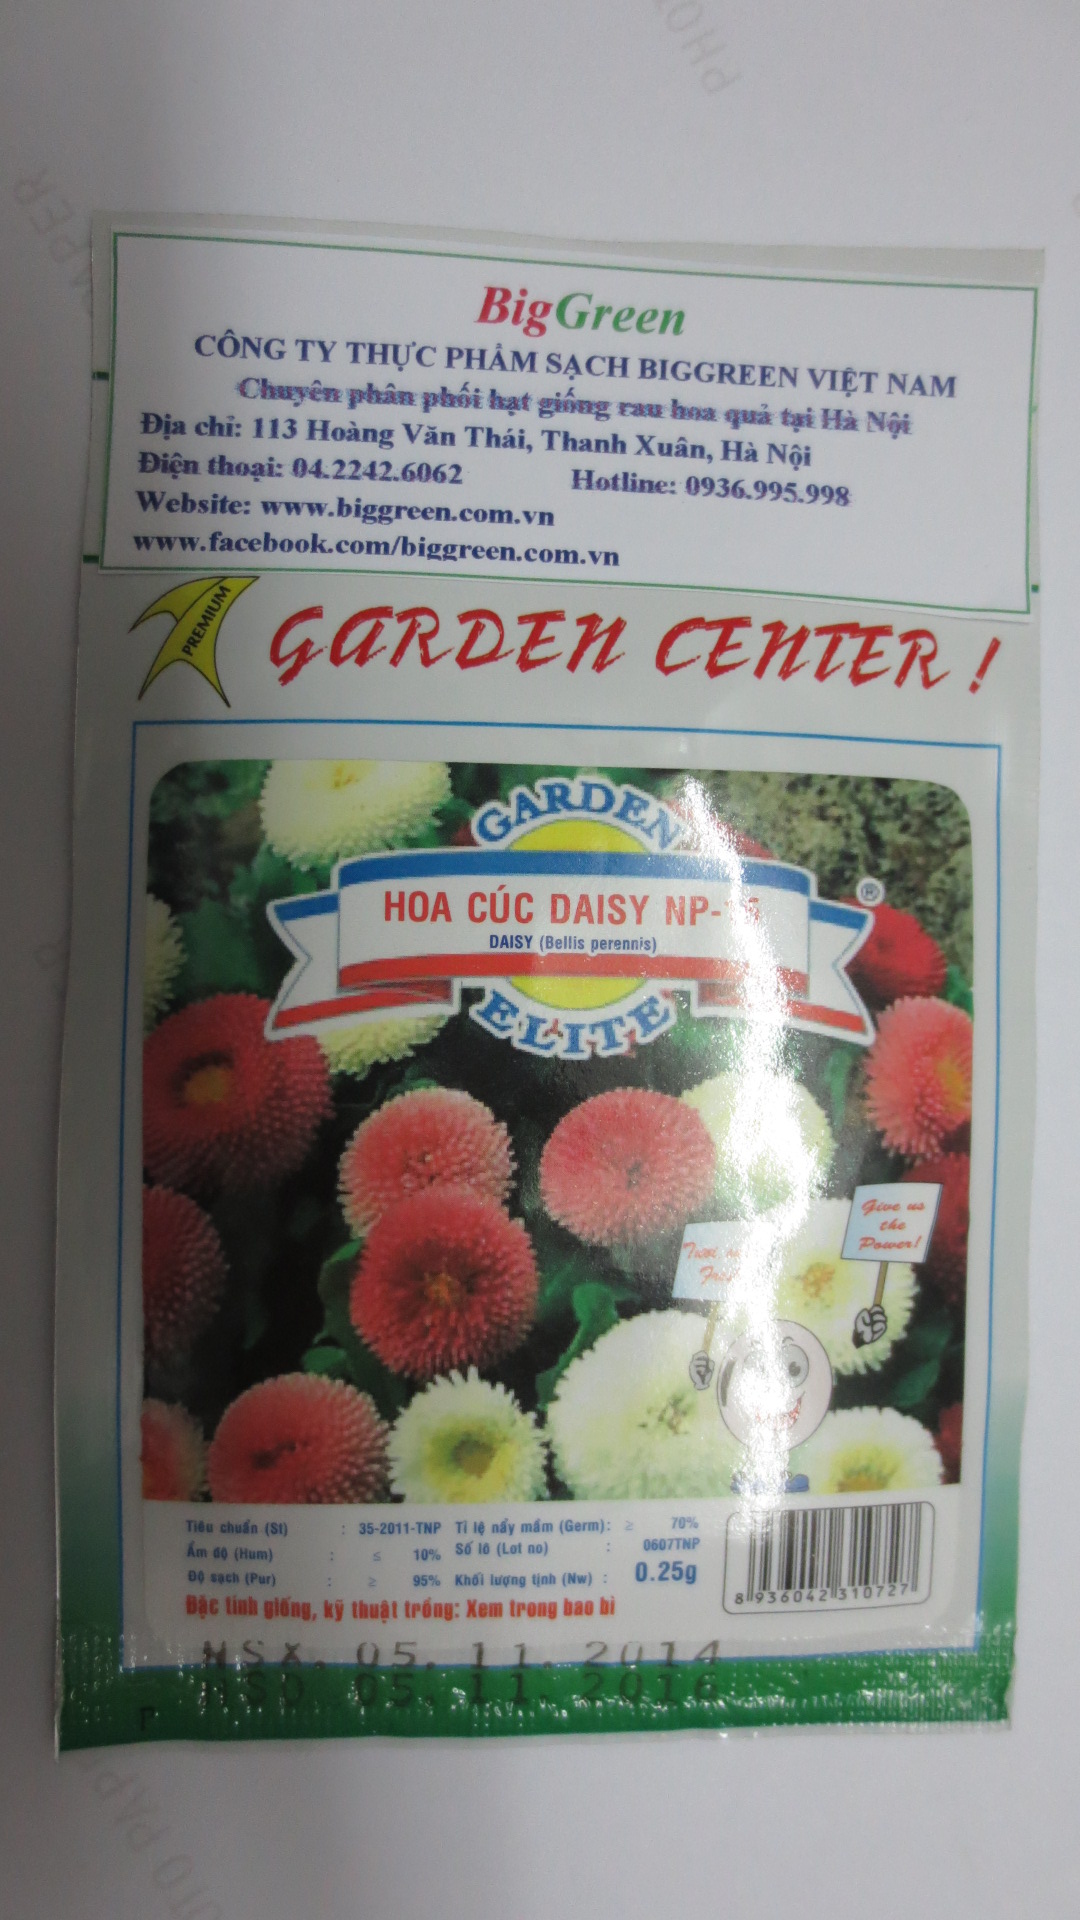 BigGreen
CÔNG TY THỰC PHẨM SẠCH BIGGREEN VIỆT NAM
Chuyên phân phối hạt giống rau hoa quả tại Hà Nội
Địa chỉ: 113 Hoàng Văn Thái, Thanh Xuân, Hà Nội
Điện thoại: 04.2242.6062 Hotline: 0936.995.998
Website: www.biggreen.com.vn
www.facebook.com/biggreen.com.vn
PREMIUM
GARDEN CENTER !
GARDEN
®
HOA CÚC DAISY
DAISY (Bellis perennis)
ELITE
Give us
the
Power!
Tiêu chuẩn (St) : 35-2011-TNP Tỉ lệ nẩy mầm (Germ): ≥ 70%
Ẩm độ (Hum) : ≤ 10% Số lô (Lot no) : 0607TNP
Độ sạch (Pur) : ≥ 95% Khối lượng tịnh (Nw) : 0.25g
Đặc tính giống, kỹ thuật trồng: Xem trong bao bì
8 936042 310727
NSX. 05. 11. 2014
HSD 05. 11. 2016
PHOTO PAPER